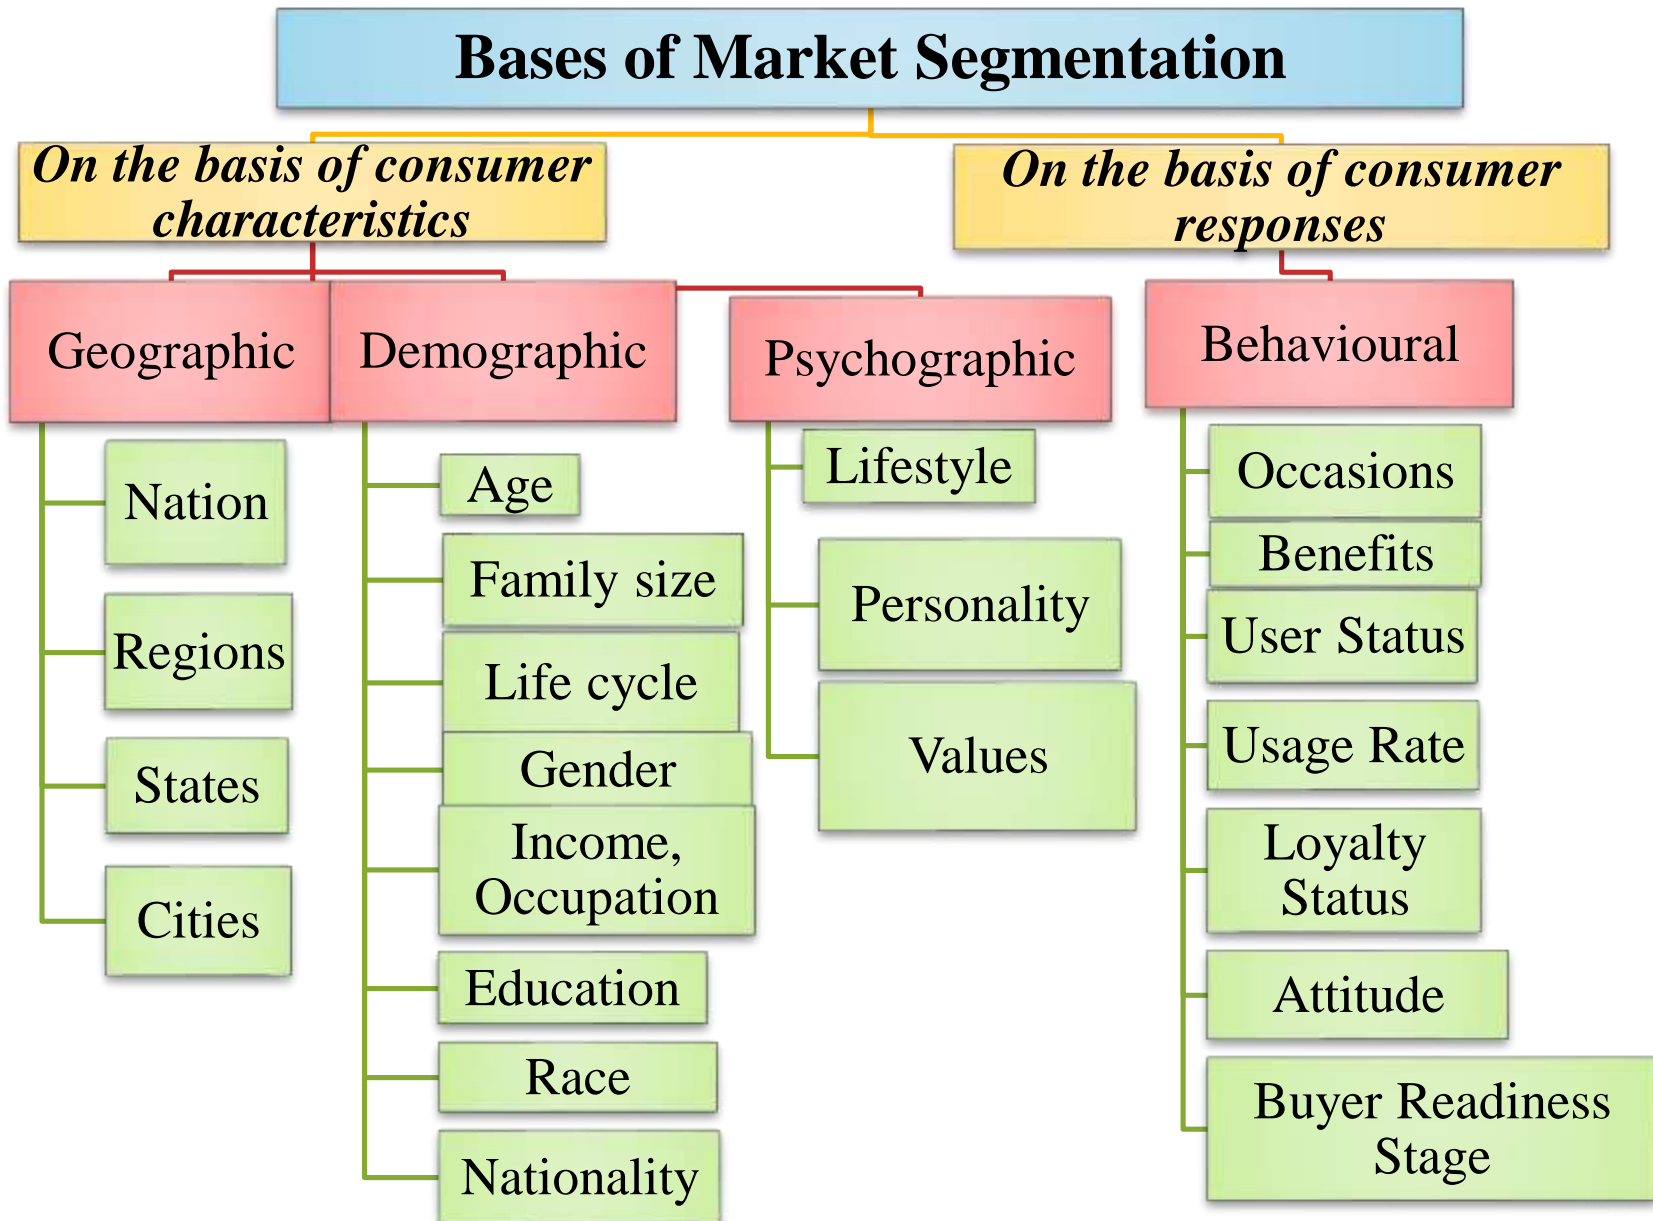 Bases of Market Segmentation
On the basis of consumer
characteristics
On the basis of consumer
responses
Geographic
Nation
Regions
States
Cities
Demographic
Age
Family size
Life cycle
Gender
Income,
Occupation
Education
Race
Nationality
Psychographic
Lifestyle
Personality
Values
Behavioural
Occasions
Benefits
User Status
Usage Rate
Loyalty
Status
Attitude
Buyer Readiness
Stage